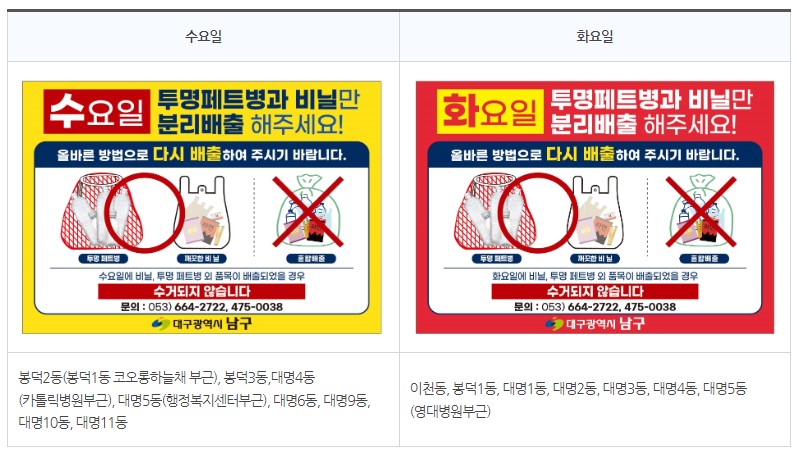 수요일
화요일
수요일 투명페트병과 비닐만
분리배출 해주세요!
올바른 방법으로 다시 배출하여 주시기 바랍니다.
투명 페트병
깨끗한 비닐
혼합배출
수요일에 비닐, 투명 페트병 외 품목이 배출되었을 경우
수거되지 않습니다
문의 : 053) 664-2722, 475-0038
대구광역시 남구
화요일 투명페트병과 비닐만
분리배출 해주세요!
올바른 방법으로 다시 배출하여 주시기 바랍니다.
투명 페트병
깨끗한 비닐
혼합배출
화요일에 비닐, 투명 페트병 외 품목이 배출되었을 경우
수거되지 않습니다
문의 : 053) 664-2722, 475-0038
대구광역시 남구
봉덕2동(봉덕1동 코오롱하늘채 부근), 봉덕3동,대명4동
(카톨릭병원부근), 대명5동(행정복지센터부근), 대명6동, 대명9동,
대명10동, 대명11동
이천동, 봉덕1동, 대명1동, 대명2동, 대명3동, 대명4동, 대명5동
(영대병원부근)